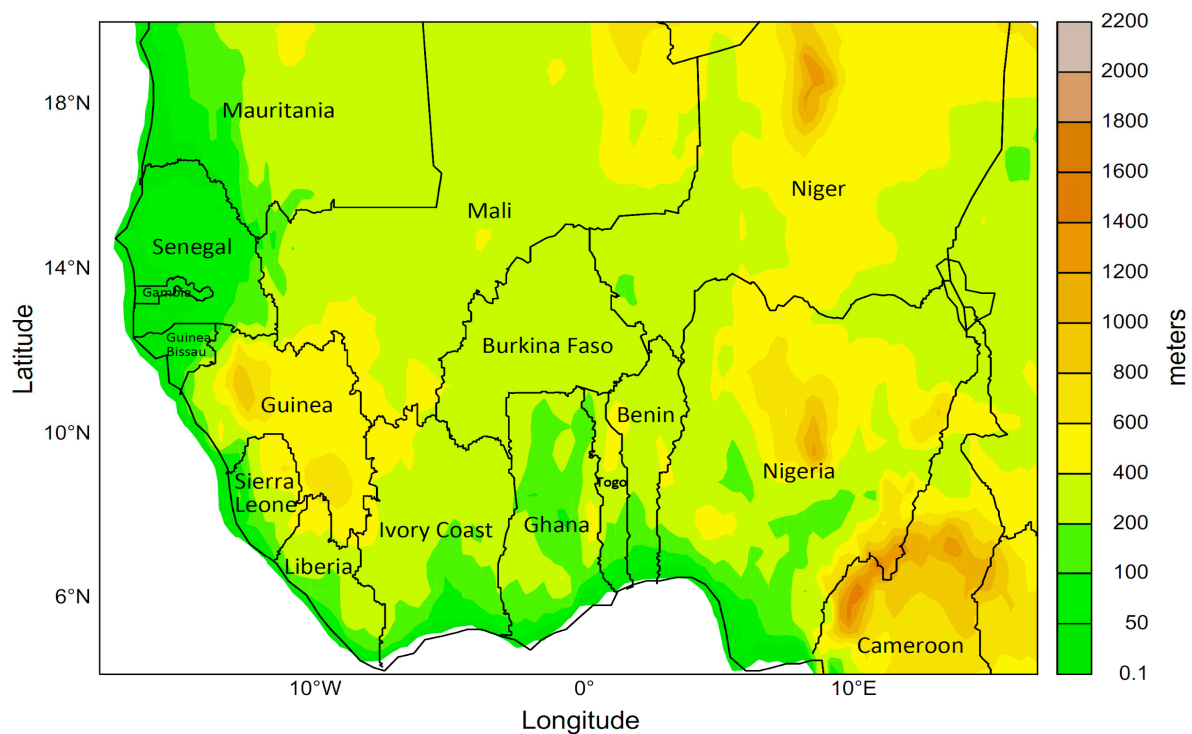 2200
2000
1800
1600
1400
1200
1000
800
600
400
200
100
50
0.1
meters
18°N
14°N
10°N
6°N
Latitude
10°W
0°
10°E
Longitude
Mauritania
Niger
Mali
Senegal
Gambia
Guinea
Bissau
Burkina Faso
Guinea
Benin
Nigeria
Sierra
Leone
Togo
Ivory Coast
Ghana
Liberia
Cameroon